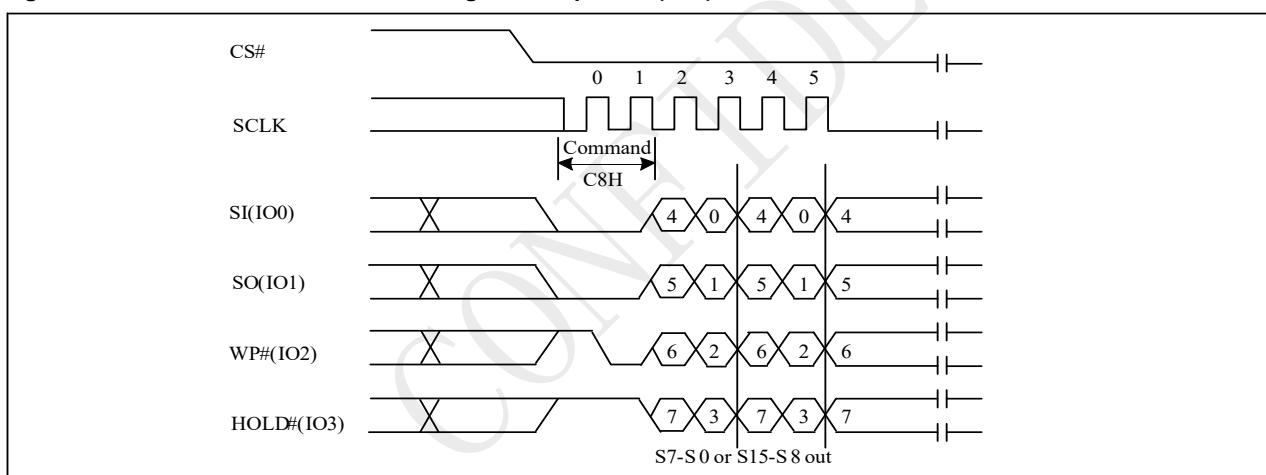 CS#
0 1 2 3 4 5
SCLK
Command
C8H
SI(IO0) 4 0 4 0 4
SO(IO1) 5 1 5 1 5
WP#(IO2) 6 2 6 2 6
HOLD#(IO3) 7 3 7 3 7
S7-S0 or S15-S8 out